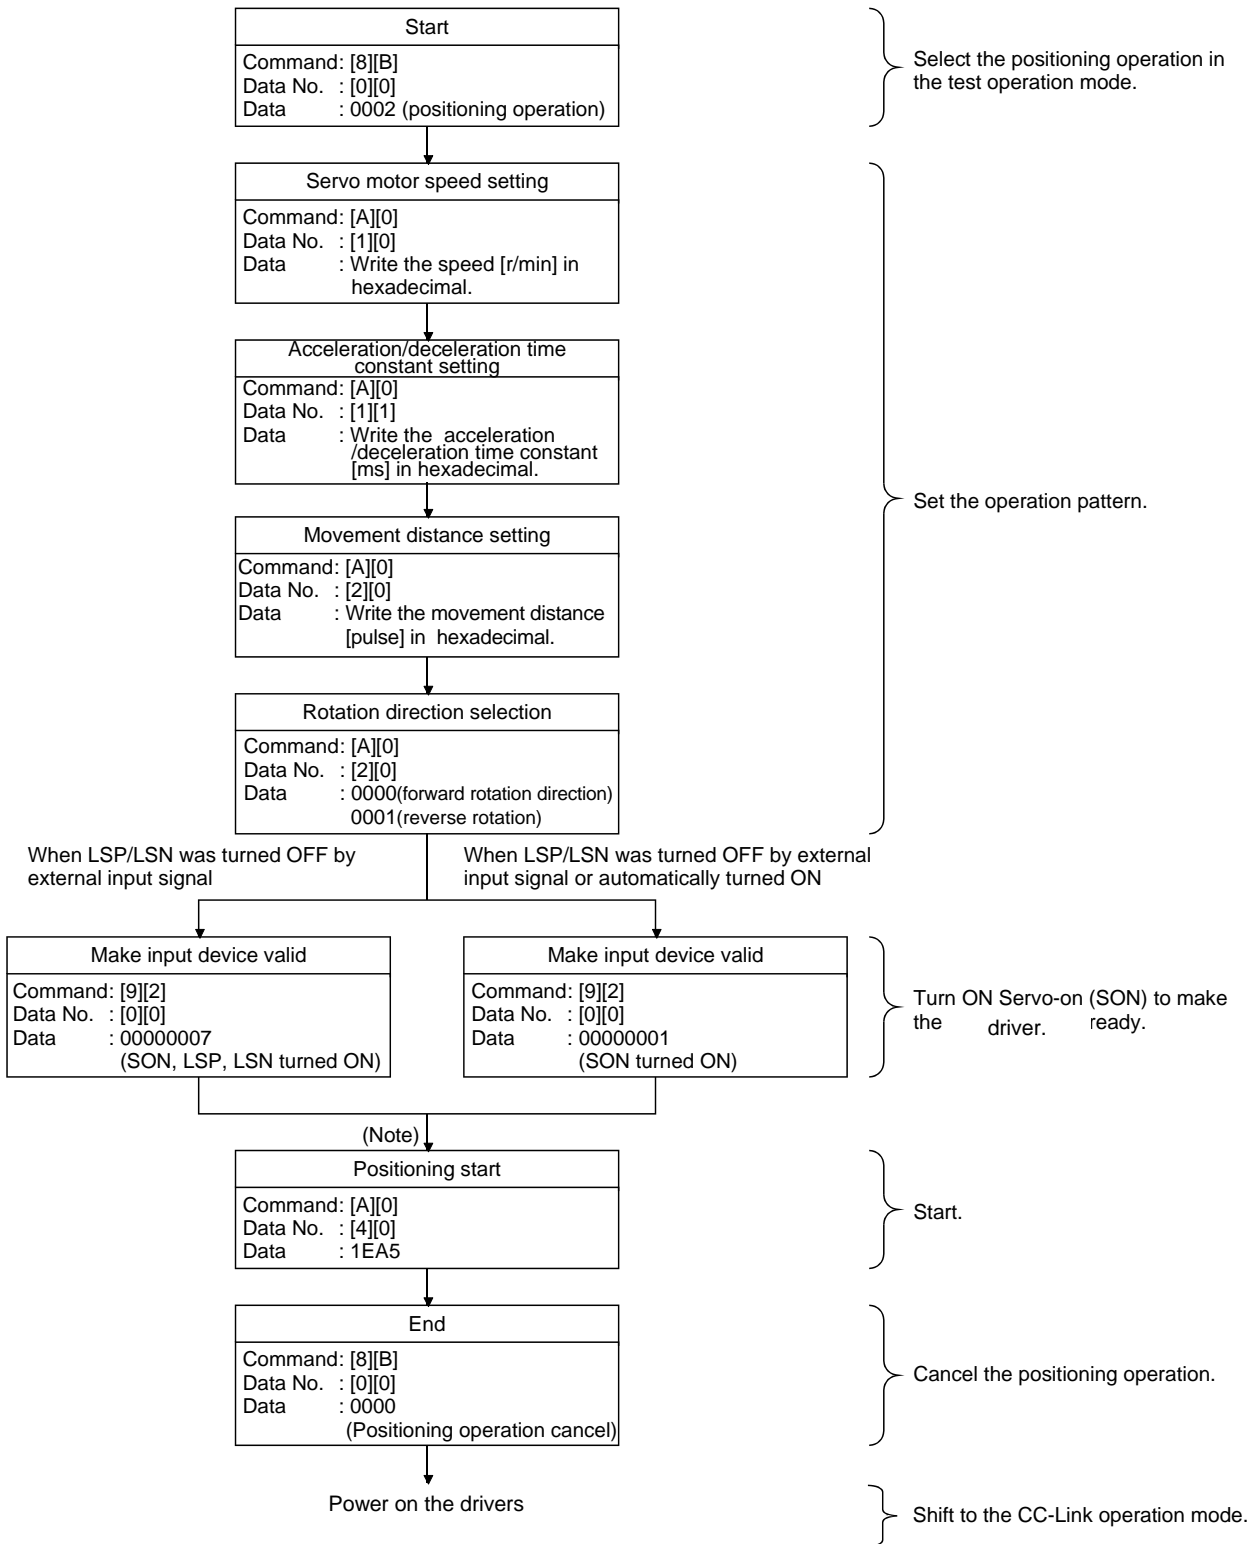 Start
Command: [8][B]
Data No. : [0][0]
Data : 0002 (positioning operation)
Select the positioning operation in
the test operation mode.
Servo motor speed setting
Command: [A][0]
Data No. : [1][0]
Data : Write the speed [r/min] in
hexadecimal.
Acceleration/deceleration time
constant setting
Command: [A][0]
Data No. : [1][1]
Data : Write the acceleration
/deceleration time constant
[ms] in hexadecimal.
Set the operation pattern.
Movement distance setting
Command: [A][0]
Data No. : [2][0]
Data : Write the movement distance
[pulse] in hexadecimal.
Rotation direction selection
Command: [A][0]
Data No. : [2][0]
Data : 0000(forward rotation direction)
0001(reverse rotation)
When LSP/LSN was turned OFF by
external input signal
When LSP/LSN was turned OFF by external
input signal or automatically turned ON
Make input device valid
Command: [9][2]
Data No. : [0][0]
Data : 00000007
(SON, LSP, LSN turned ON)
Make input device valid
Command: [9][2]
Data No. : [0][0]
Data : 00000001
(SON turned ON)
Turn ON Servo-on (SON) to make
the driver. ready.
(Note)
Positioning start
Command: [A][0]
Data No. : [4][0]
Data : 1EA5
Start.
End
Command: [8][B]
Data No. : [0][0]
Data : 0000
(Positioning operation cancel)
Cancel the positioning operation.
Power on the drivers
Shift to the CC-Link operation mode.